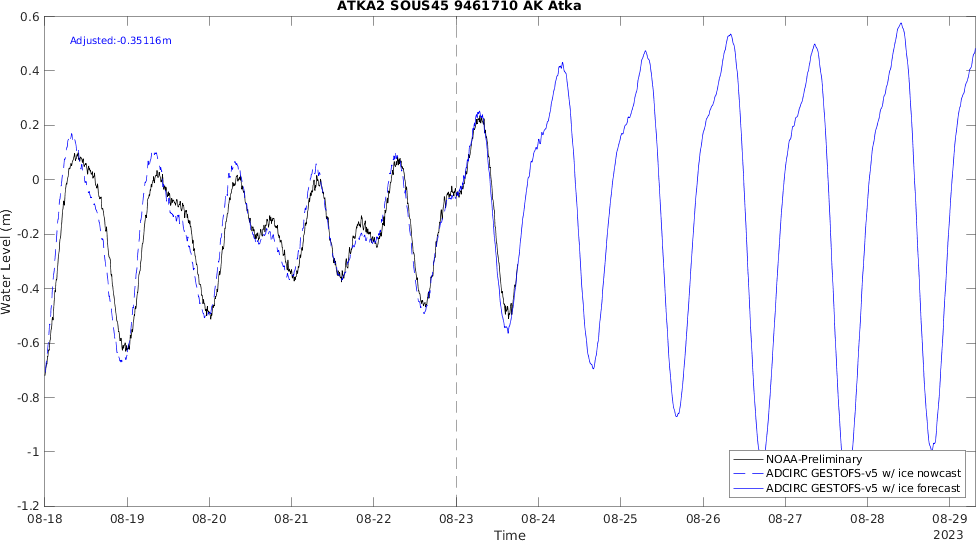 ATKA2 SOUS45 9461710 AK Atka
Adjusted:-0.35116m
0.6
0.4
0.2
0
-0.2
-0.4
-0.6
-0.8
-1
-1.2
Water Level (m)
NOAA-Preliminary
ADCIRC GESTOFS-v5 w/ ice nowcast
ADCIRC GESTOFS-v5 w/ ice forecast
08-18 08-19 08-20 08-21 08-22 08-23 08-24 08-25 08-26 08-27 08-28 08-29
2023
Time